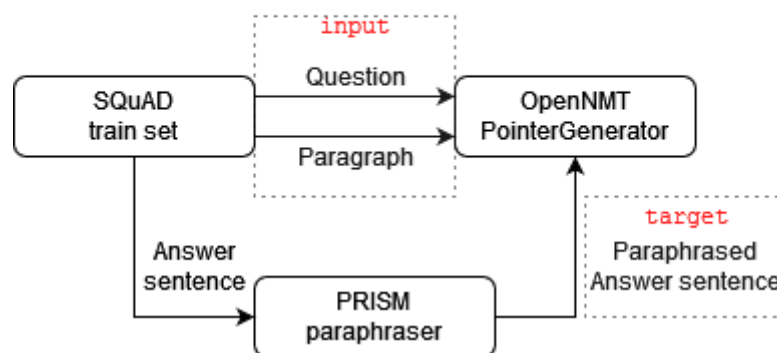 input
SQuAD
train set
Question
Paragraph
OpenNMT
PointerGenerator
Answer
sentence
PRISM
paraphraser
target
Paraphrased
Answer sentence